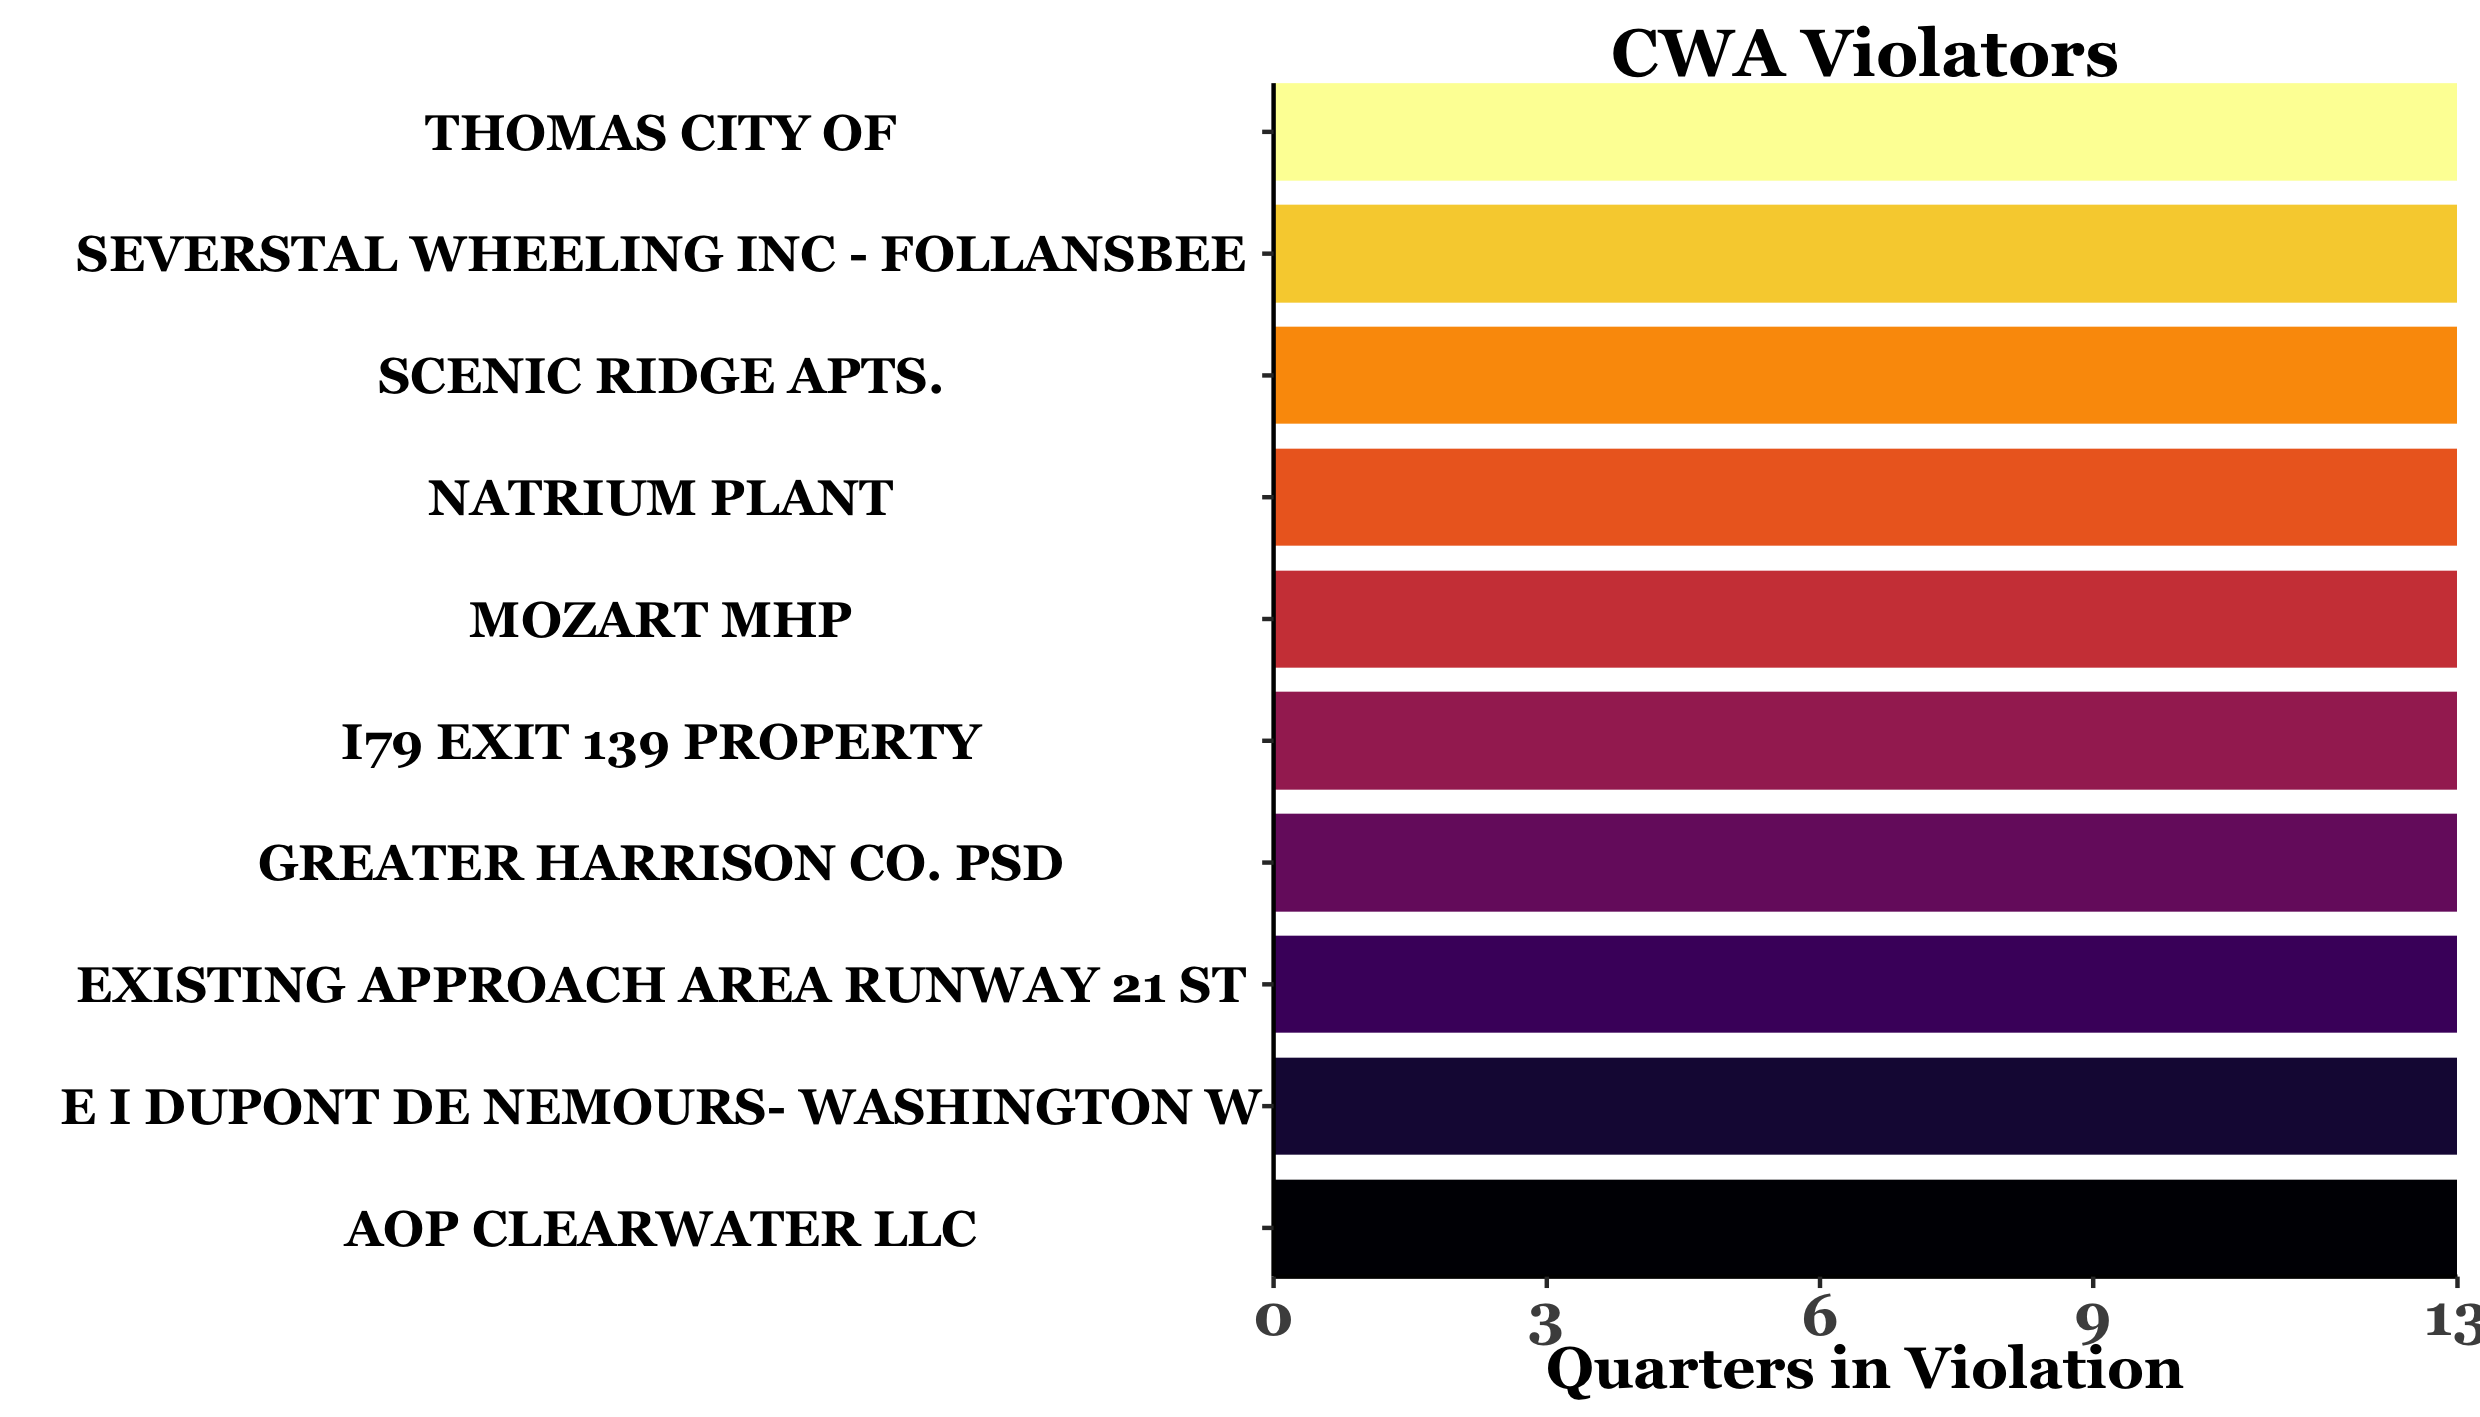 CWA Violators
THOMAS CITY OF
SEVERSTAL WHEELING INC - FOLLANSBEE
SCENIC RIDGE APTS.
NATRIUM PLANT
MOZART MHP
I79 EXIT 139 PROPERTY
GREATER HARRISON CO. PSD
EXISTING APPROACH AREA RUNWAY 21 ST
E I DUPONT DE NEMOURS- WASHINGTON W
AOP CLEARWATER LLC
0 3 6 9 13
Quarters in Violation